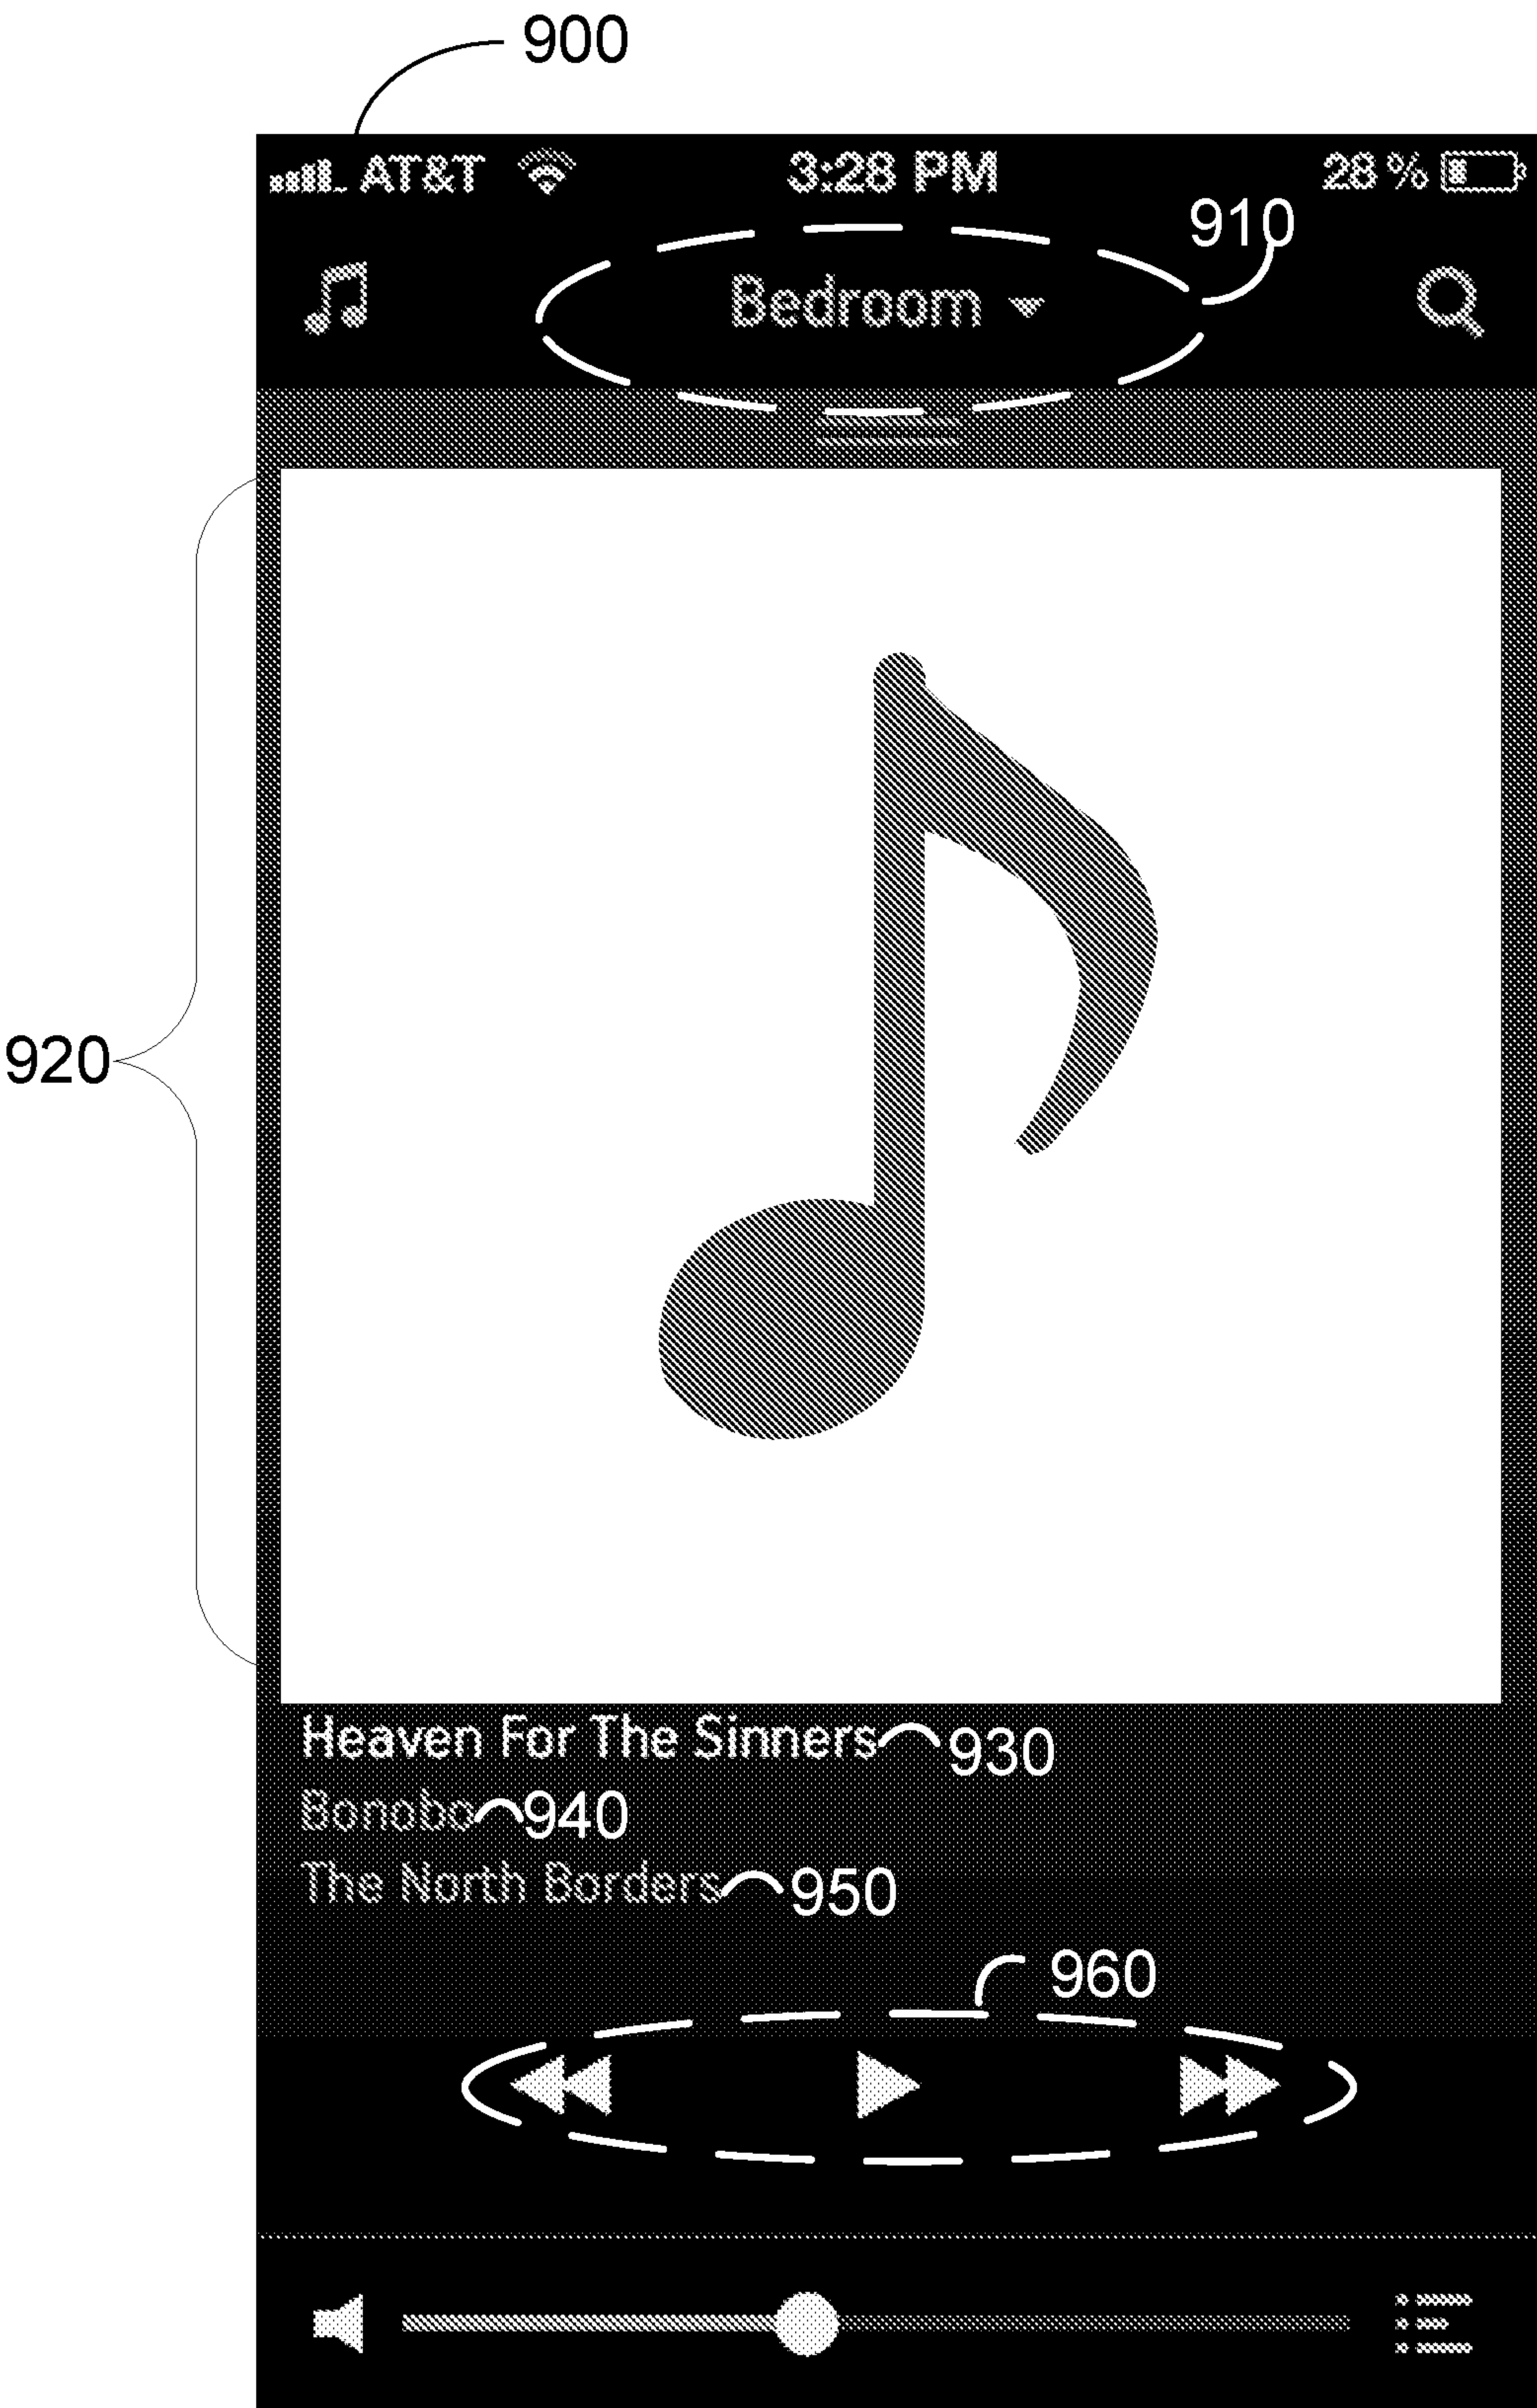 900
AT&T 3:28 PM 28 %
910
Bedroom
920
Heaven For The Sinners 930
Bonobo 940
The North Borders 950
960